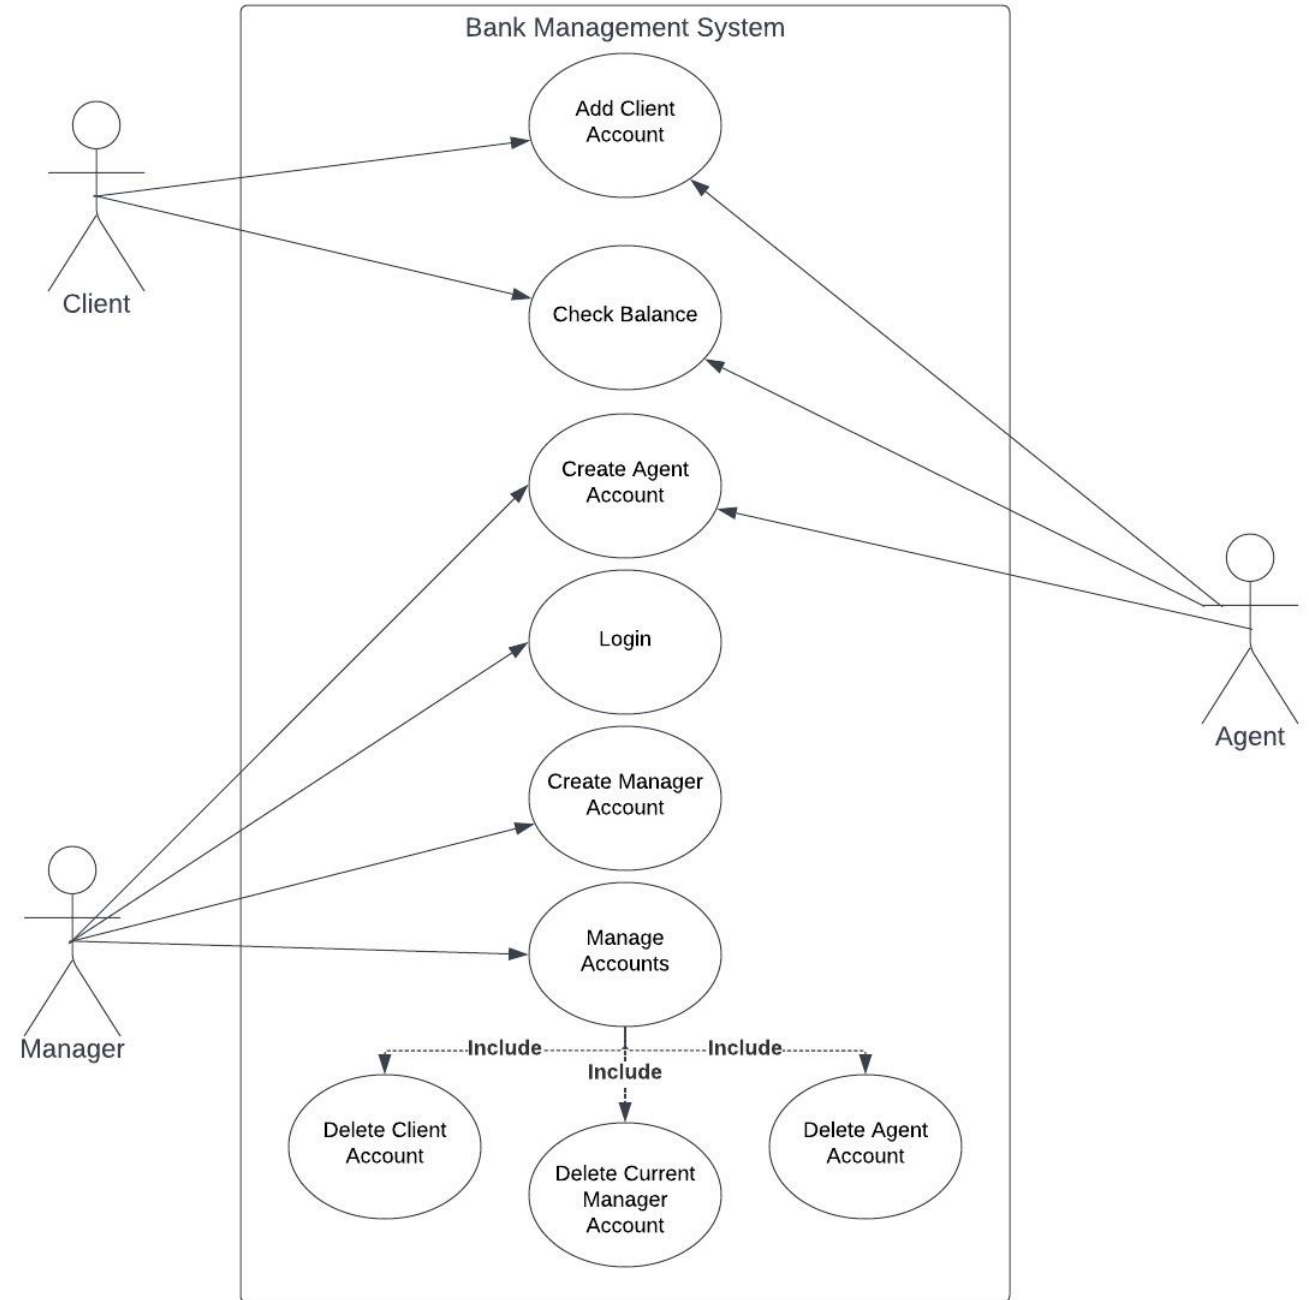 Bank Management System
Add Client
Account
Client
Check Balance
Create Agent
Account
Login
Agent
Create Manager
Account
Manage
Accounts
Manager
Include
Include
Include
Delete Client
Account
Delete Current
Manager
Account
Delete Agent
Account